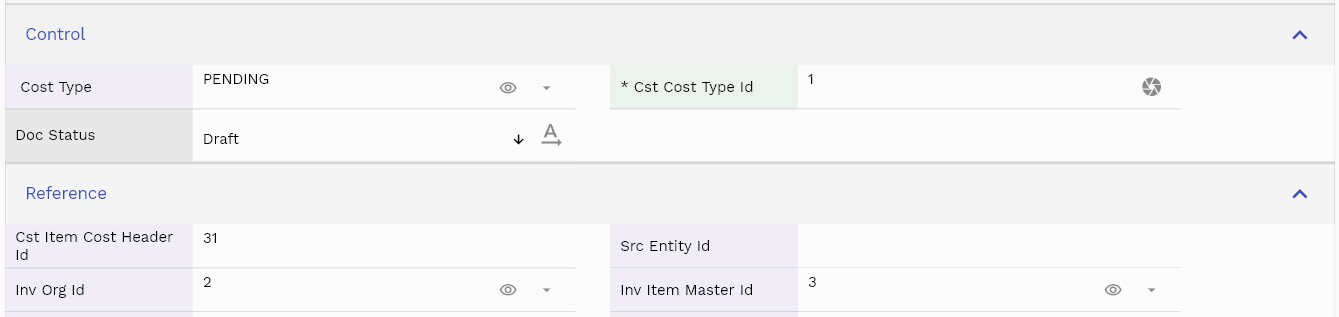 Control
Cost Type PENDING * Cst Cost Type Id 1
Doc Status Draft
Reference
Cst Item Cost Header
Id 31 Src Entity Id
Inv Org Id 2 Inv Item Master Id 3